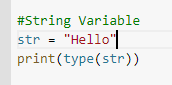 #String Variable
str = "Hello"
print(type(str))